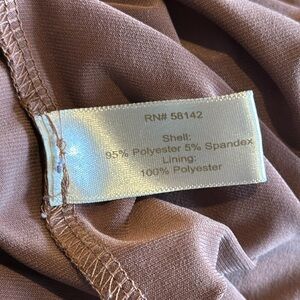 RN# 58142
Shell:
95% Polyester 5% Spandex
Lining:
100% Polyester